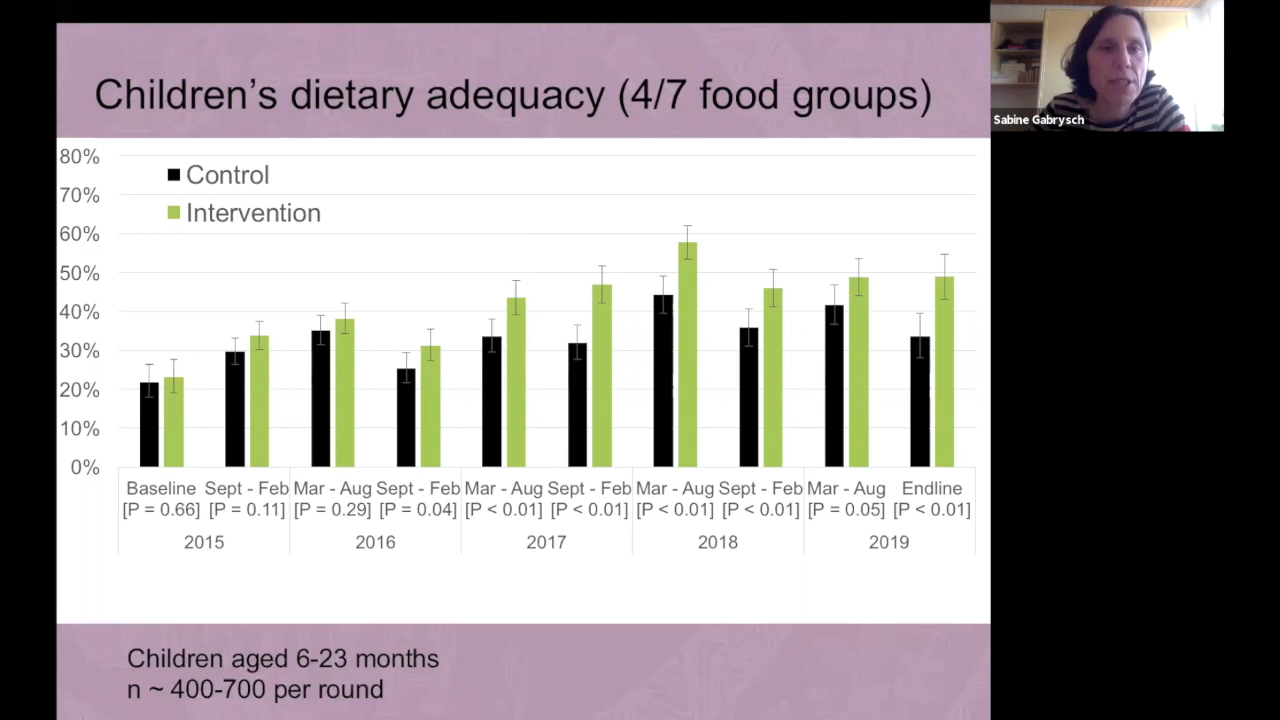 Children's dietary adequacy (4/7 food groups)
Sabine Gabrysch
80%
70%
60%
50%
40%
30%
20%
10%
0%
Control
Intervention
Baseline Sept - Feb Mar - Aug Sept - Feb Mar - Aug Sept - Feb Mar - Aug Sept - Feb Mar - Aug Endline
[P = 0.66] [P = 0.11] [P = 0.29] [P = 0.04] [P < 0.01] [P < 0.01] [P < 0.01] [P < 0.01] [P = 0.05] [P < 0.01]
2015 2016 2017 2018 2019
Children aged 6-23 months
n ~ 400-700 per round